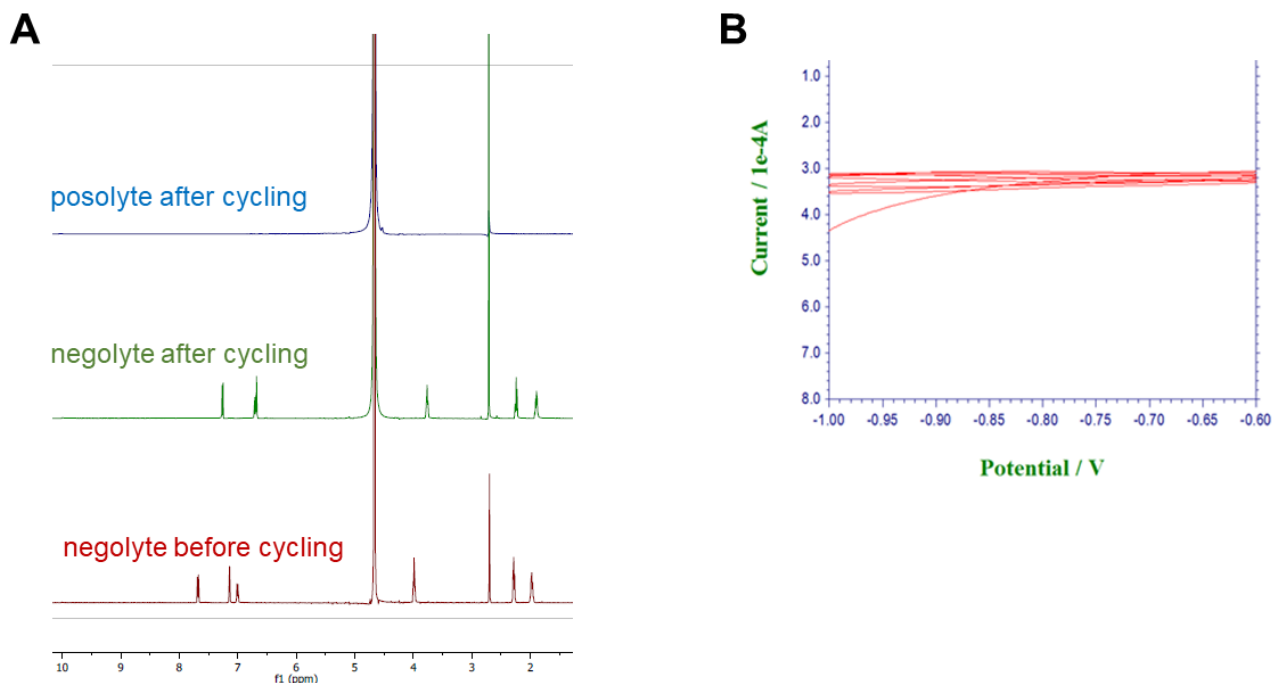 A
posolyte after cycling
negolyte after cycling
negolyte before cycling
10 9 8 7 6 5 4 3 2
f1 (ppm)
B
Current / 1e-4A
1.0
2.0
3.0
4.0
5.0
6.0
7.0
8.0
-1.00 -0.95 -0.90 -0.85 -0.80 -0.75 -0.70 -0.65 -0.60
Potential / V